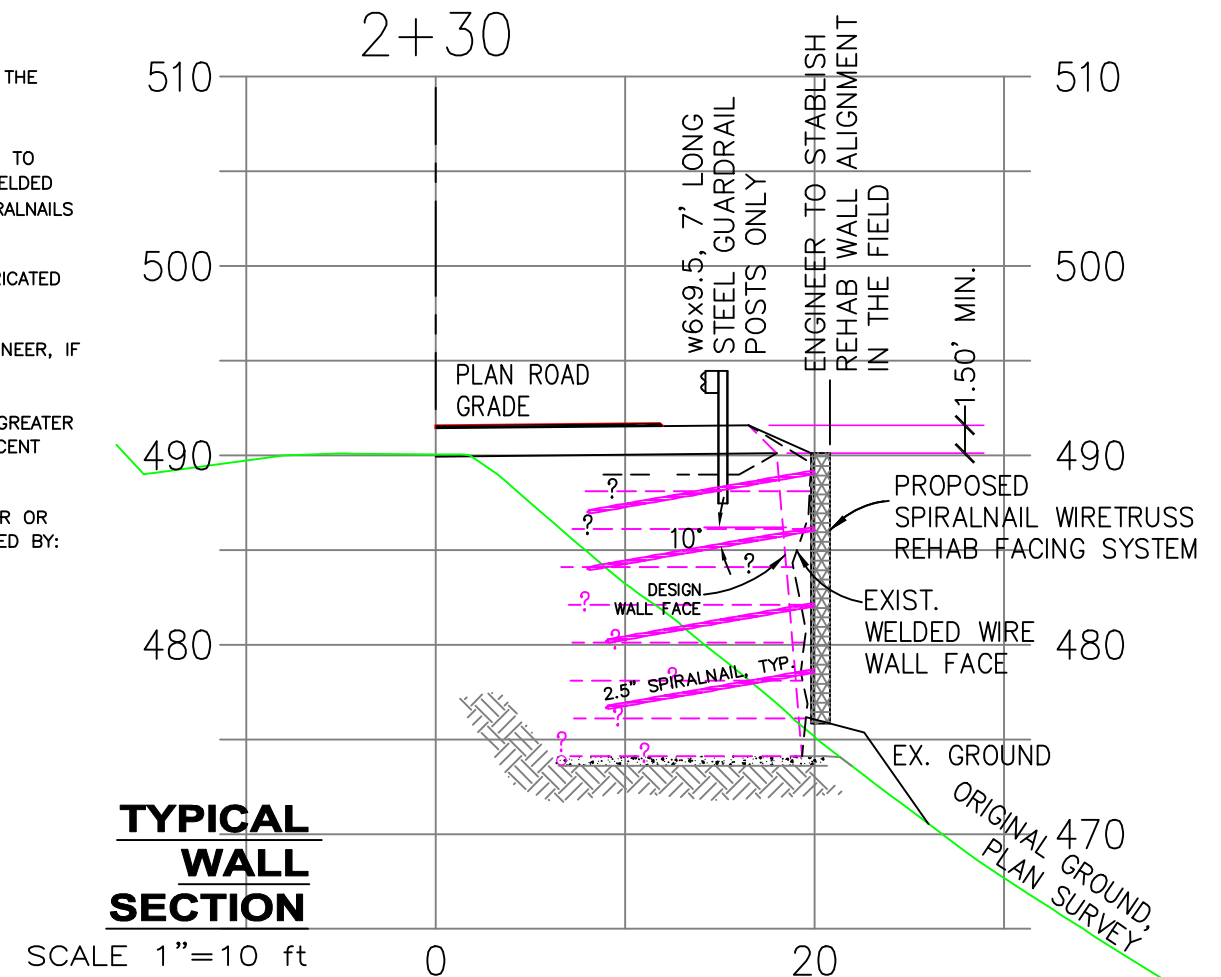 2+30
THE
TO
ELDED
RALNAILS
RICATED
NEER, IF
GREATER
CENT
R OR
ED BY:
510
510
500
500
490
490
480
480
470
w6x9.5, 7' LONG
STEEL GUARDRAIL
POSTS ONLY
ENGINEER TO STABLISH
REHAB WALL ALIGNMENT
IN THE FIELD
1.50' MIN.
PLAN ROAD
GRADE
PROPOSED
SPIRALNAIL WIRETRUSS
REHAB FACING SYSTEM
?
?
10°
?
DESIGN
WALL FACE
EXIST.
WELDED WIRE
WALL FACE
?
?
?
2.5" SPIRALNAIL, TYP.
?
?
?
EX. GROUND
ORIGINAL GROUND,
PLAN SURVEY
TYPICAL
WALL
SECTION
SCALE 1"=10 ft
0
20